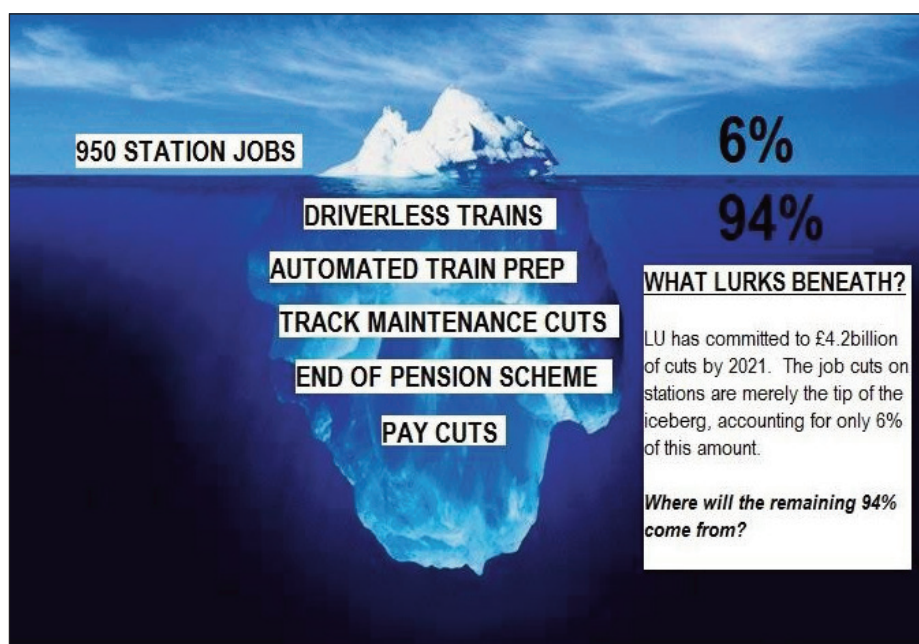 950 STATION JOBS
6%
94%
DRIVERLESS TRAINS
AUTOMATED TRAIN PREP
TRACK MAINTENANCE CUTS
END OF PENSION SCHEME
PAY CUTS
WHAT LURKS BENEATH?
LU has committed to £4.2billion
of cuts by 2021. The job cuts on
stations are merely the tip of the
iceberg, accounting for only 6%
of this amount.
Where will the remaining 94%
come from?